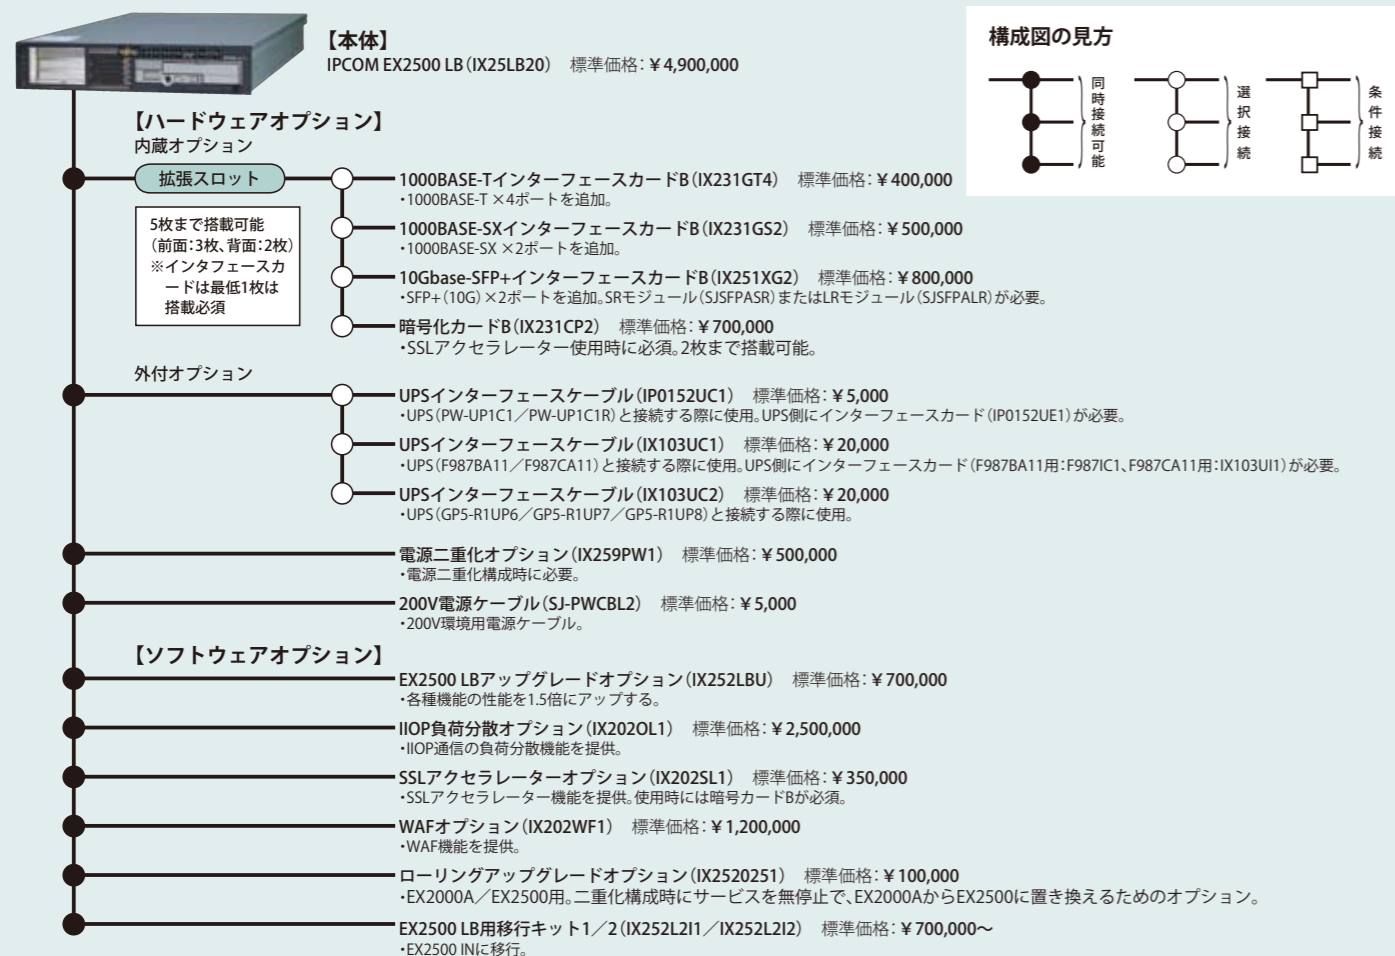 【本体】
IPCOM EX2500 LB（IX25LB20） 標準価格：¥4,900,000
構成図の見方
同時接続可能
選択接続
条件接続
【ハードウェアオプション】
内蔵オプション
拡張スロット
5枚まで搭載可能
（前面：3枚、背面：2枚）
※インタフェースカ
ードは最低1枚は
搭載必須
1000BASE-TインターフェースカードB（IX231GT4） 標準価格：¥400,000
・1000BASE-T ×4ポートを追加。
1000BASE-SXインターフェースカードB（IX231GS2） 標準価格：¥500,000
・1000BASE-SX ×2ポートを追加。
10Gbase-SFP+インターフェースカードB（IX251XG2） 標準価格：¥800,000
・SFP+（10G）×2ポートを追加。SRモジュール（SJSFPASR）またはLRモジュール（SJSFPALR）が必要。
暗号化カードB（IX231CP2） 標準価格：¥700,000
・SSLアクセラレーター使用時に必須。2枚まで搭載可能。
外付オプション
UPSインターフェースケーブル（IP0152UC1） 標準価格：¥5,000
・UPS（PW-UP1C1／PW-UP1C1R）と接続する際に使用。UPS側にインターフェースカード（IP0152UE1）が必要。
UPSインターフェースケーブル（IX103UC1） 標準価格：¥20,000
・UPS（F987BA11／F987CA11）と接続する際に使用。UPS側にインターフェースカード（F987BA11用：F987IC1、F987CA11用：IX103UI1）が必要。
UPSインターフェースケーブル（IX103UC2） 標準価格：¥20,000
・UPS（GP5-R1UP6／GP5-R1UP7／GP5-R1UP8）と接続する際に使用。
電源二重化オプション（IX259PW1） 標準価格：¥500,000
・電源二重化構成時に必要。
200V電源ケーブル（SJ-PWCBL2） 標準価格：¥5,000
・200V環境用電源ケーブル。
【ソフトウェアオプション】
EX2500 LBアップグレードオプション（IX252LBU） 標準価格：¥700,000
・各種機能の性能を1.5倍にアップする。
IIOP負荷分散オプション（IX202OL1） 標準価格：¥2,500,000
・IIOP通信の負荷分散機能を提供。
SSLアクセラレーターオプション（IX202SL1） 標準価格：¥350,000
・SSLアクセラレーター機能を提供。使用時には暗号カードBが必須。
WAFオプション（IX202WF1） 標準価格：¥1,200,000
・WAF機能を提供。
ローリングアップグレードオプション（IX2520251） 標準価格：¥100,000
・EX2000A／EX2500用。二重化構成時にサービスを無停止で、EX2000AからEX2500に置き換えるためのオプション。
EX2500 LB用移行キット1／2（IX252L2I1／IX252L2I2） 標準価格：¥700,000～
・EX2500 INに移行。